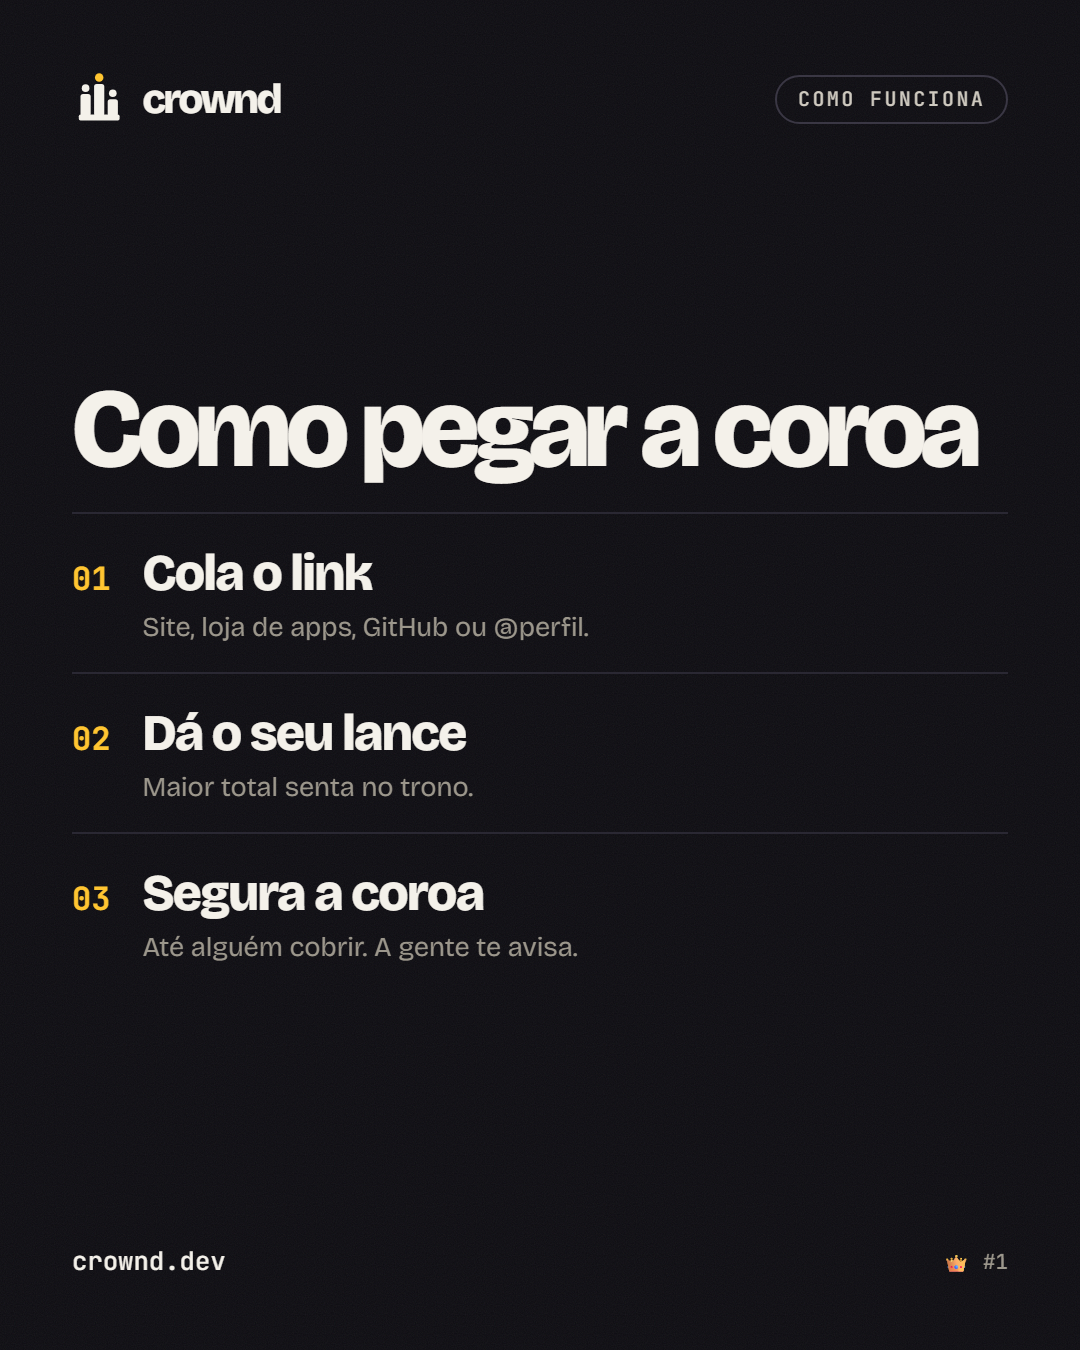 crownd
COMO FUNCIONA
Como pegar a coroa
01 Cola o link
Site, loja de apps, GitHub ou @perfil.
02 Dá o seu lance
Maior total senta no trono.
03 Segura a coroa
Até alguém cobrir. A gente te avisa.
crownd.dev
👑 #1